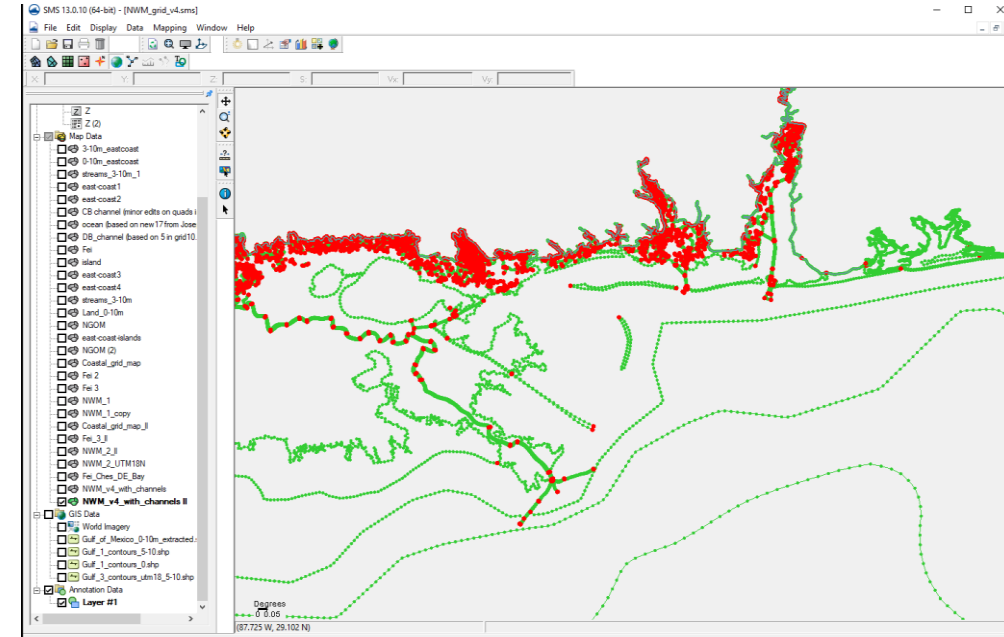 SMS 13.0.10 (64-bit) - [NWM_grid_v4.sms]
File Edit Display Data Mapping Window Help
X: Y: Z: S: Vx: Vy:
Z
Z (2)
Map Data
3-10m_eastcoast
0-10m_eastcoast
streams_3-10m_1
east-coast1
east-coast2
CB channel (minor edits on quads i
ocean (based on new17 from Jose
DB_channel (based on 5 in grid10.
Fei
island
east-coast3
east-coast4
streams_3-10m
Land_0-10m
NGOM
east-coast-islands
NGOM (2)
Coastal_grid_map
Fei 2
Fei 3
NWM_1
NWM_1_copy
Coastal_grid_map_II
Fei_3_II
NWM_2_II
NWM_2_UTM18N
Fei_Ches_DE_Bay
NWM_v4_with_channels
NWM_v4_with_channels II
GIS Data
World Imagery
Gulf_of_Mexico_0-10m_extracted.s
Gulf_1_contours_5-10.shp
Gulf_1_contours_0.shp
Gulf_3_contours_utm18_5-10.shp
Annotation Data
Layer #1
Degrees
0 0.05
(87.725 W, 29.102 N)